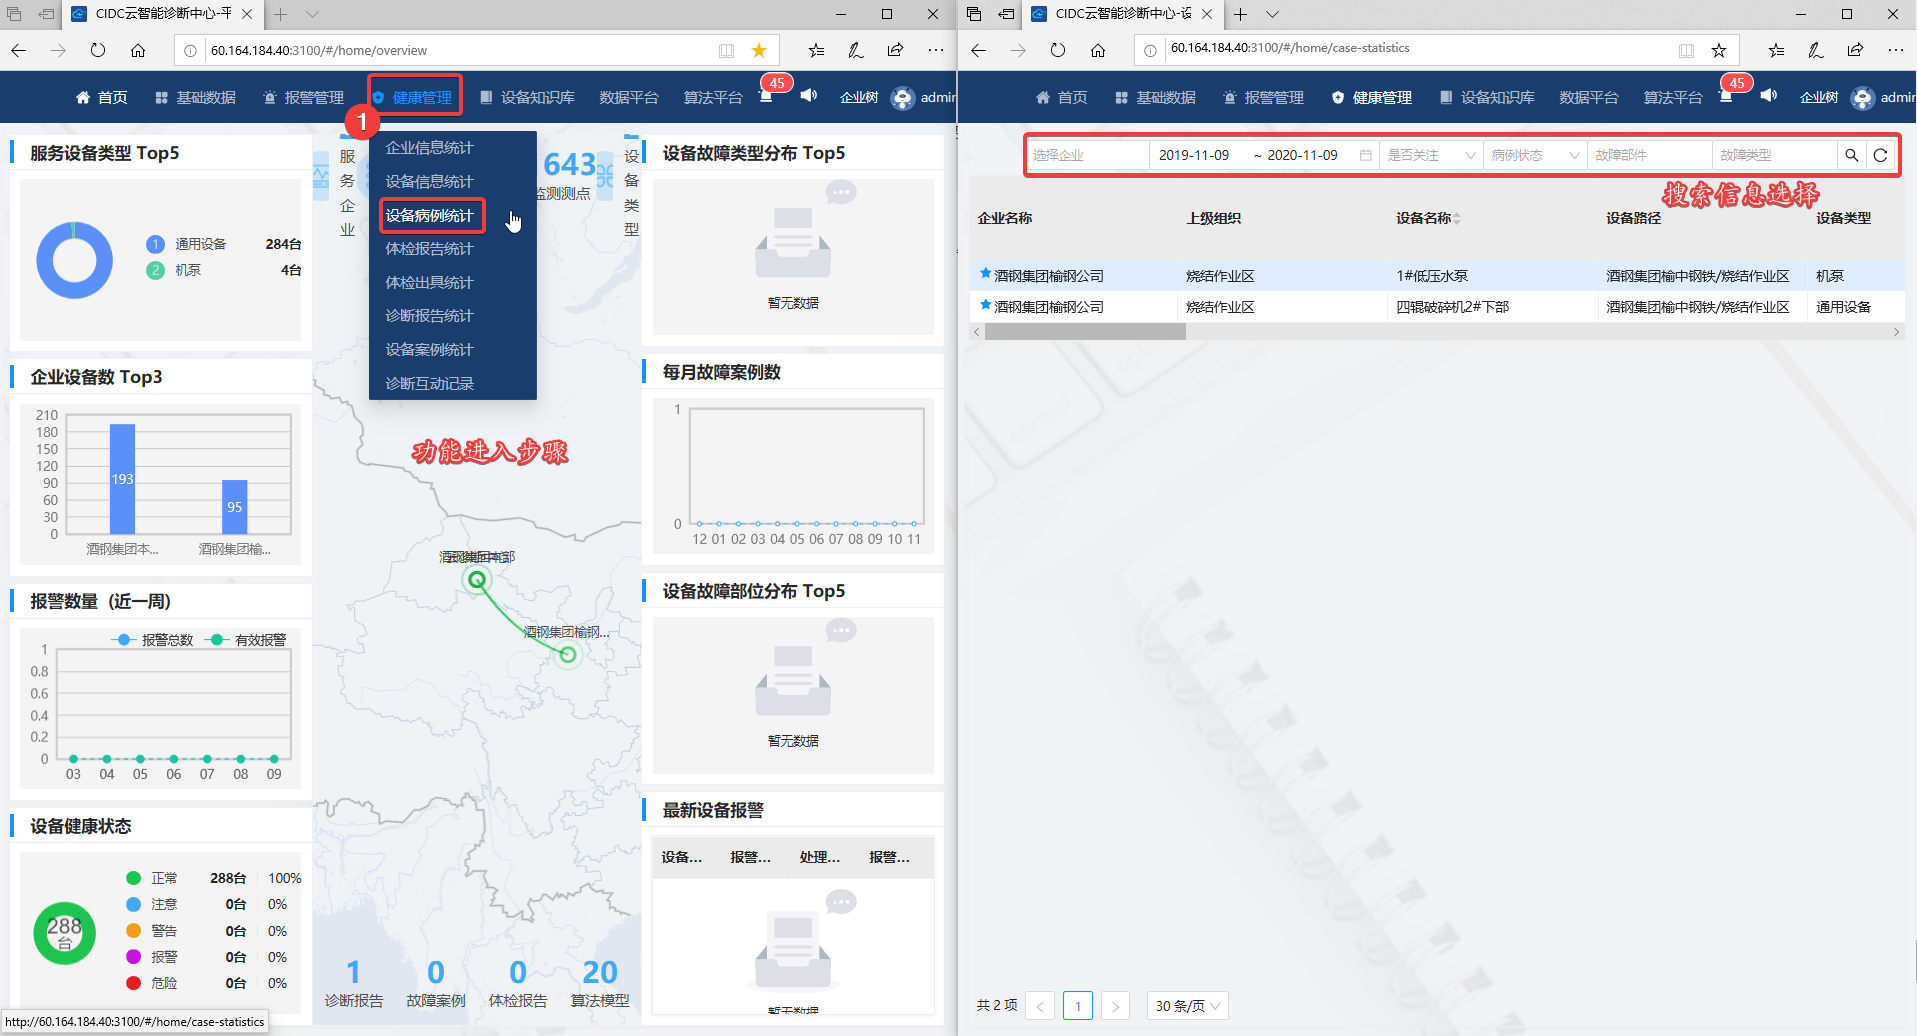 CIDC云智能诊断中心-平
60.164.184.40:3100/#/home/overview
首页 基础数据 报警管理 健康管理 设备知识库 数据平台 算法平台 45 企业树 admin
1
服务设备类型 Top5
1 通用设备 284台
2 机泵 4台
企业设备数 Top3
210
180
150
120
90
60
30
0
193
95
酒钢集团本...
酒钢集团榆...
报警数量 (近一周)
报警总数 有效报警
1
0.8
0.6
0.4
0.2
0
03 04 05 06 07 08 09
设备健康状态
288
台
正常 288台 100%
注意 0台 0%
警告 0台 0%
报警 0台 0%
危险 0台 0%
http://60.164.184.40:3100/#/home/case-statistics
服务企业
企业信息统计
设备信息统计
设备病例统计
体检报告统计
体检出具统计
诊断报告统计
设备案例统计
诊断互动记录
643
监测测点
设备类型
功能进入步骤
酒钢集团榆钢...
1
诊断报告
0
故障案例
0
体检报告
20
算法模型
设备故障类型分布 Top5
暂无数据
每月故障案例数
1
0
12 01 02 03 04 05 06 07 08 09 10 11
设备故障部位分布 Top5
暂无数据
最新设备报警
设备... 报警... 处理... 报警...
暂无数据
CIDC云智能诊断中心-设
60.164.184.40:3100/#/home/case-statistics
首页 基础数据 报警管理 健康管理 设备知识库 数据平台 算法平台 45 企业树 admin
选择企业 2019-11-09 ~ 2020-11-09 是否关注 病例状态 故障部件 故障类型
搜索信息选择
企业名称 上级组织 设备名称 设备路径 设备类型
酒钢集团榆钢公司 烧结作业区 1#低压水泵 酒钢集团榆中钢铁/烧结作业区 机泵
酒钢集团榆钢公司 烧结作业区 四辊破碎机2#下部 酒钢集团榆中钢铁/烧结作业区 通用设备
共 2 项 < 1 > 30 条/页